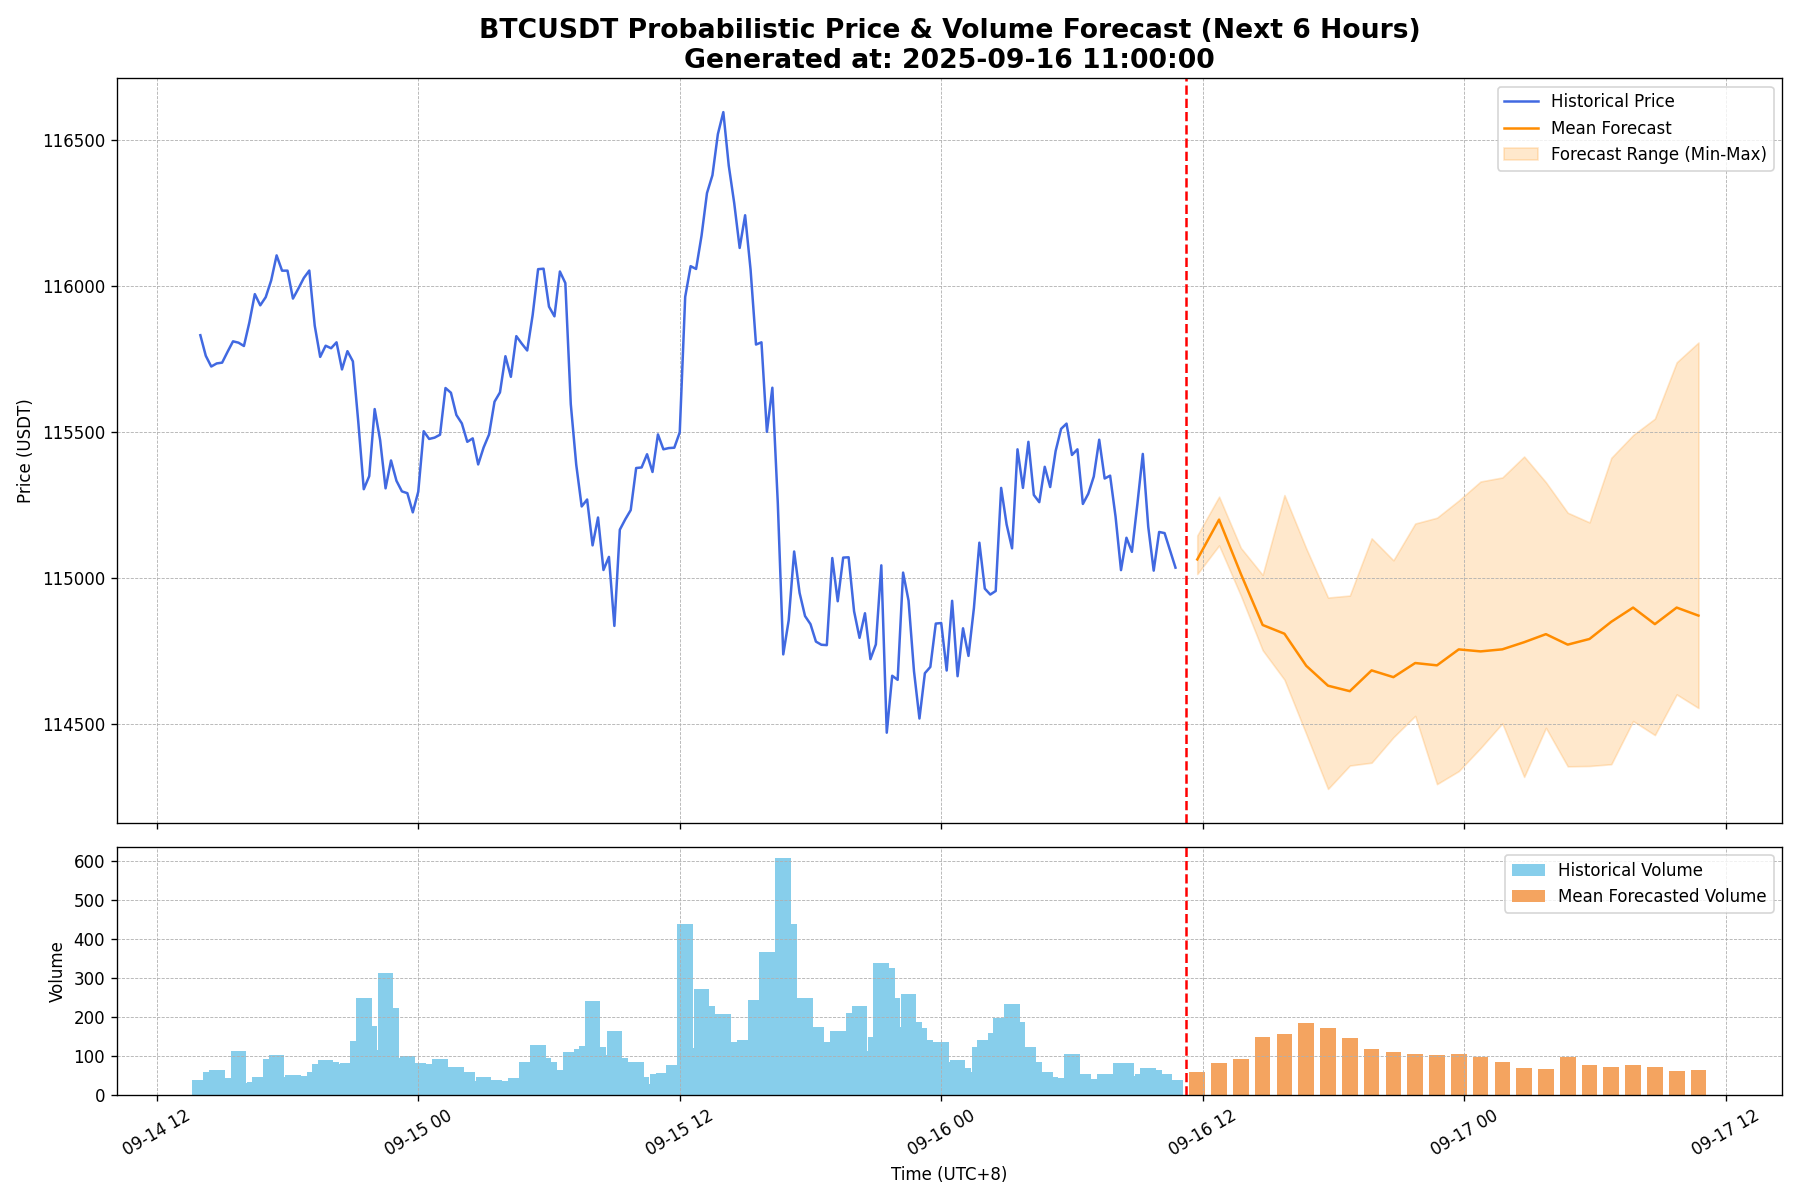 BTCUSDT Probabilistic Price & Volume Forecast (Next 6 Hours)
Generated at: 2025-09-16 11:00:00
Historical Price
Mean Forecast
Forecast Range (Min-Max)
Price (USDT)
116500
116000
115500
115000
114500
Historical Volume
Mean Forecasted Volume
Volume
600
500
400
300
200
100
0
09-14 12
09-15 00
09-15 12
09-16 00
09-16 12
09-17 00
09-17 12
Time (UTC+8)